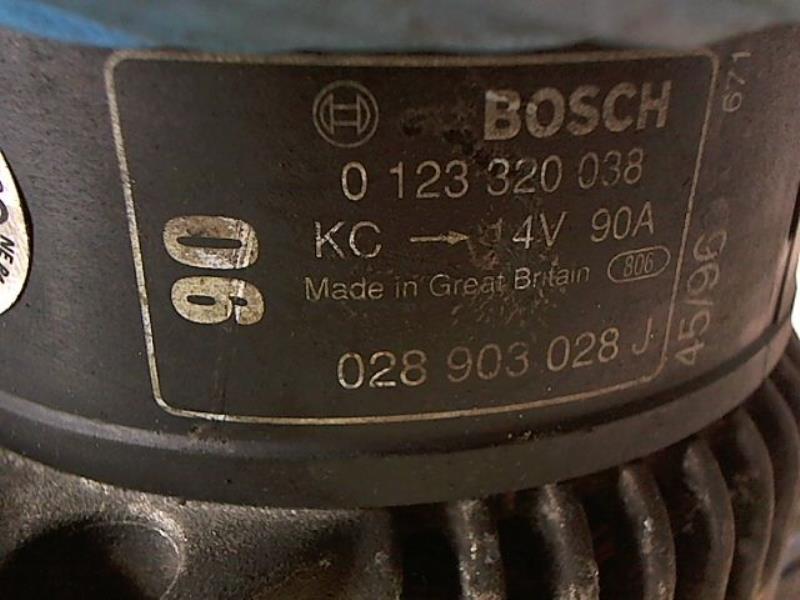 BOSCH
0 123 320 038
KC → 14V 90A
Made in Great Britain 806
028 903 028 J
90
45/96
671